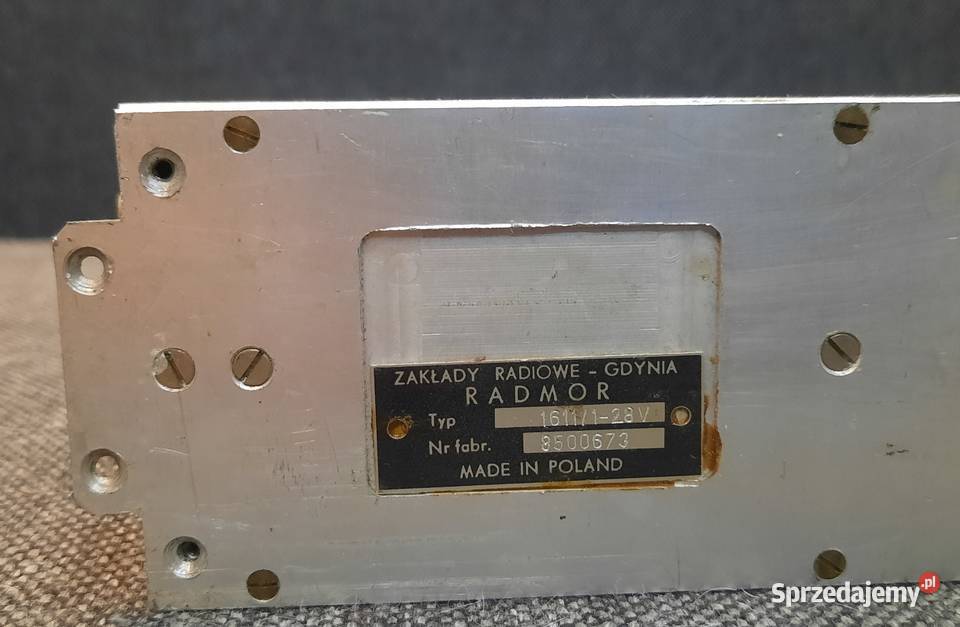 ZAKŁADY RADIOWE - GDYNIA
RADMOR
Typ 1611/1-28V
Nr fabr. 8500673
MADE IN POLAND
Sprzedajemy.pl